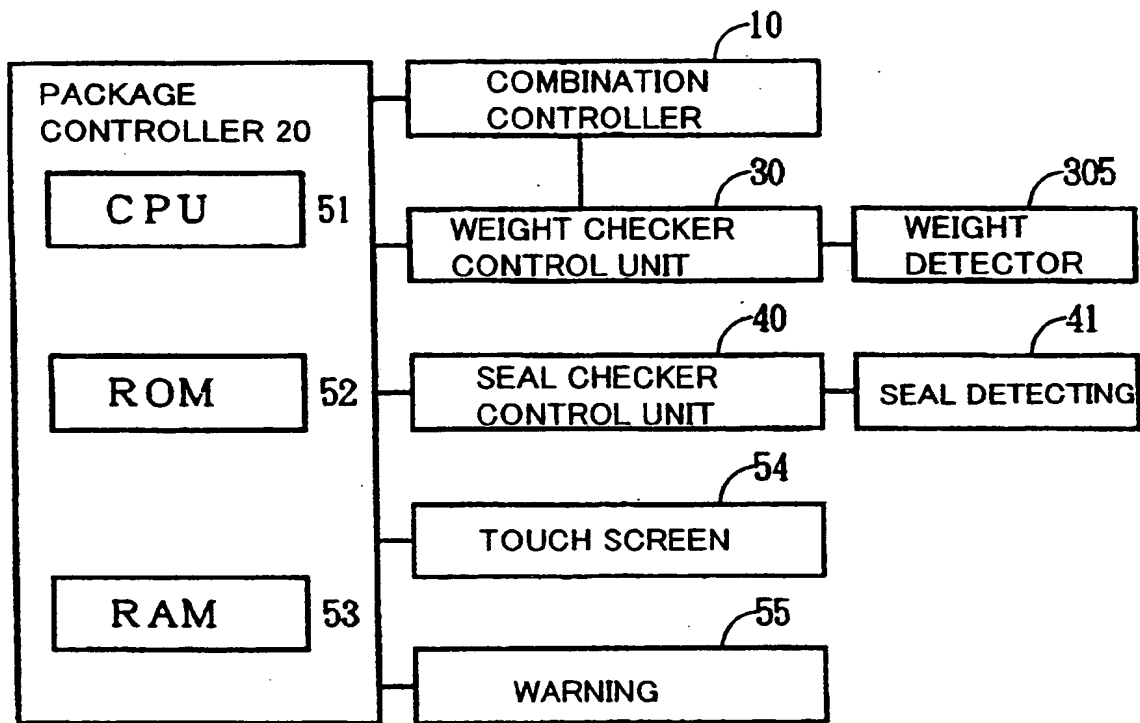 10
COMBINATION
CONTROLLER
PACKAGE
CONTROLLER 20
CPU 51
30
WEIGHT CHECKER
CONTROL UNIT
305
WEIGHT
DETECTOR
ROM 52
40
SEAL CHECKER
CONTROL UNIT
41
SEAL DETECTING
54
TOUCH SCREEN
RAM 53
55
WARNING